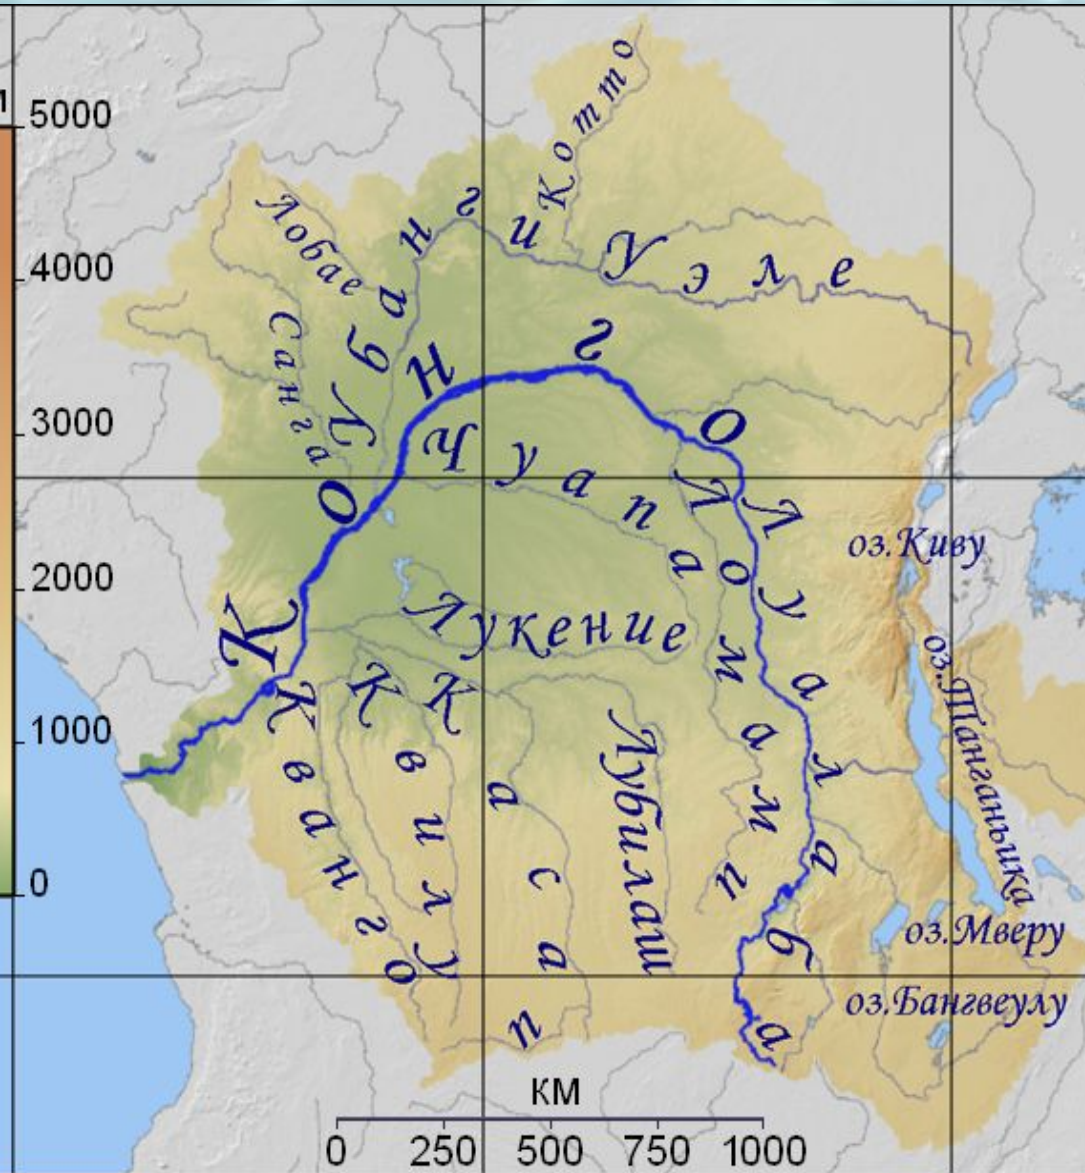 5000
4000
3000
2000
1000
0
Котто
Лобае
Убанги
Уэле
Санга
Конго
Чуапа
Ломами
Луалаба
оз.Киву
Лукение
Кванго
Квилу
Касаи
Лубилаш
оз.Танганьика
оз.Мверу
оз.Бангвеулу
КМ
0 250 500 750 1000